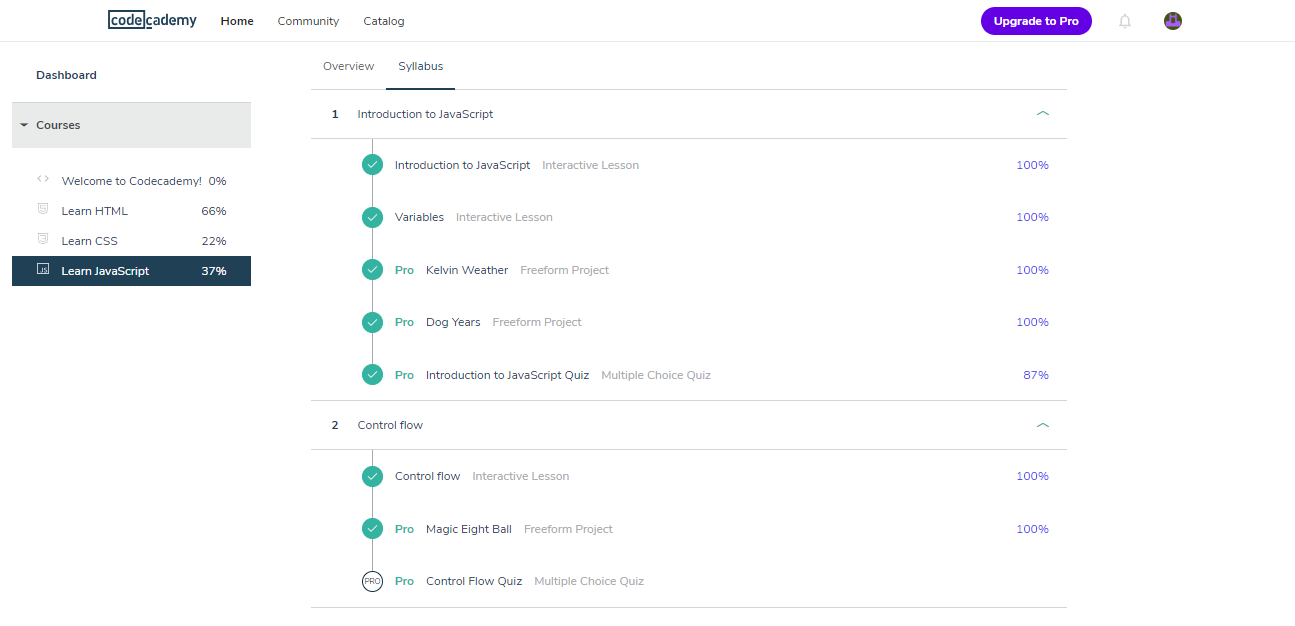 codecademy Home Community Catalog Upgrade to Pro
Dashboard
Courses
Welcome to Codecademy! 0%
Learn HTML 66%
Learn CSS 22%
JS Learn JavaScript 37%
Overview Syllabus
1 Introduction to JavaScript
Introduction to JavaScript Interactive Lesson 100%
Variables Interactive Lesson 100%
Pro Kelvin Weather Freeform Project 100%
Pro Dog Years Freeform Project 100%
Pro Introduction to JavaScript Quiz Multiple Choice Quiz 87%
2 Control flow
Control flow Interactive Lesson 100%
Pro Magic Eight Ball Freeform Project 100%
PRO Pro Control Flow Quiz Multiple Choice Quiz